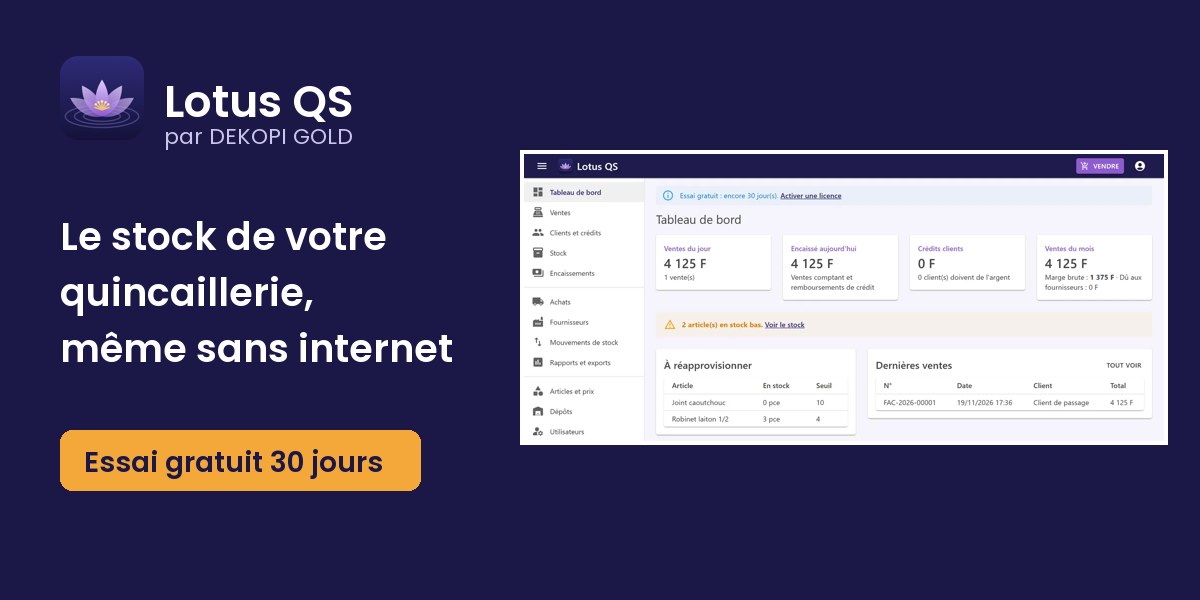 Lotus QS
par DEKOPI GOLD
Le stock de votre
quincaillerie,
même sans internet
Essai gratuit 30 jours
Lotus QS
VENDRE
Tableau de bord
Ventes
Clients et crédits
Stock
Encaissements
Achats
Fournisseurs
Mouvements de stock
Rapports et exports
Articles et prix
Dépôts
Utilisateurs
Essai gratuit : encore 30 jour(s). Activer une licence
Tableau de bord
Ventes du jour
4 125 F
1 vente(s)
Encaissé aujourd'hui
4 125 F
Ventes comptant et
remboursements de crédit
Crédits clients
0 F
0 client(s) doivent de l'argent
Ventes du mois
4 125 F
Marge brute : 1 375 F · Dû aux
fournisseurs : 0 F
2 article(s) en stock bas. Voir le stock
À réapprovisionner
Article En stock Seuil
Joint caoutchouc 0 pce 10
Robinet laiton 1/2 3 pce 4
Dernières ventes TOUT VOIR
N° Date Client Total
FAC-2026-00001 19/11/2026 17:36 Client de passage 4 125 F